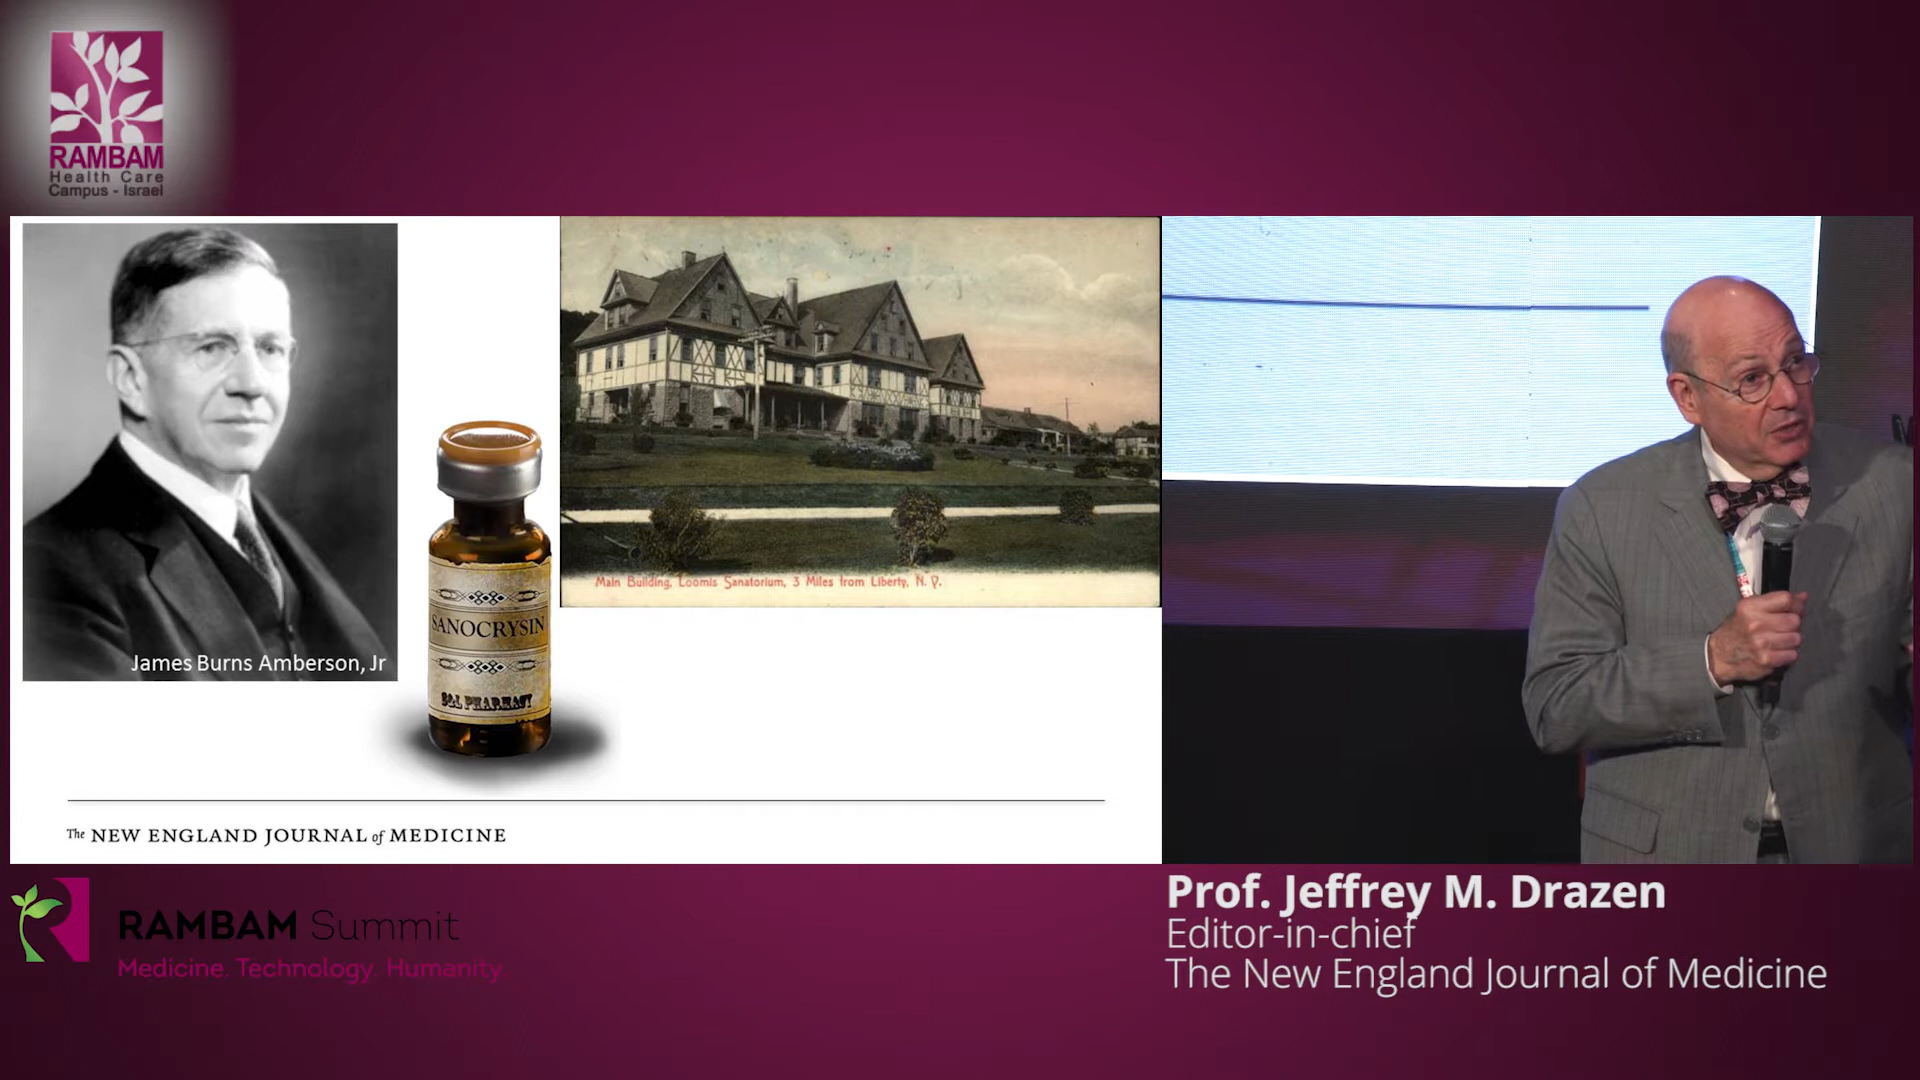 RAMBAM
Health Care
Campus - Israel
James Burns Amberson, Jr
SANOCRYSIN
S&L PHARMACY
Main Building, Loomis Sanatorium, 3 Miles from Liberty, N. Y.
The NEW ENGLAND JOURNAL of MEDICINE
RAMBAM Summit
Medicine. Technology. Humanity.
Prof. Jeffrey M. Drazen
Editor-in-chief
The New England Journal of Medicine